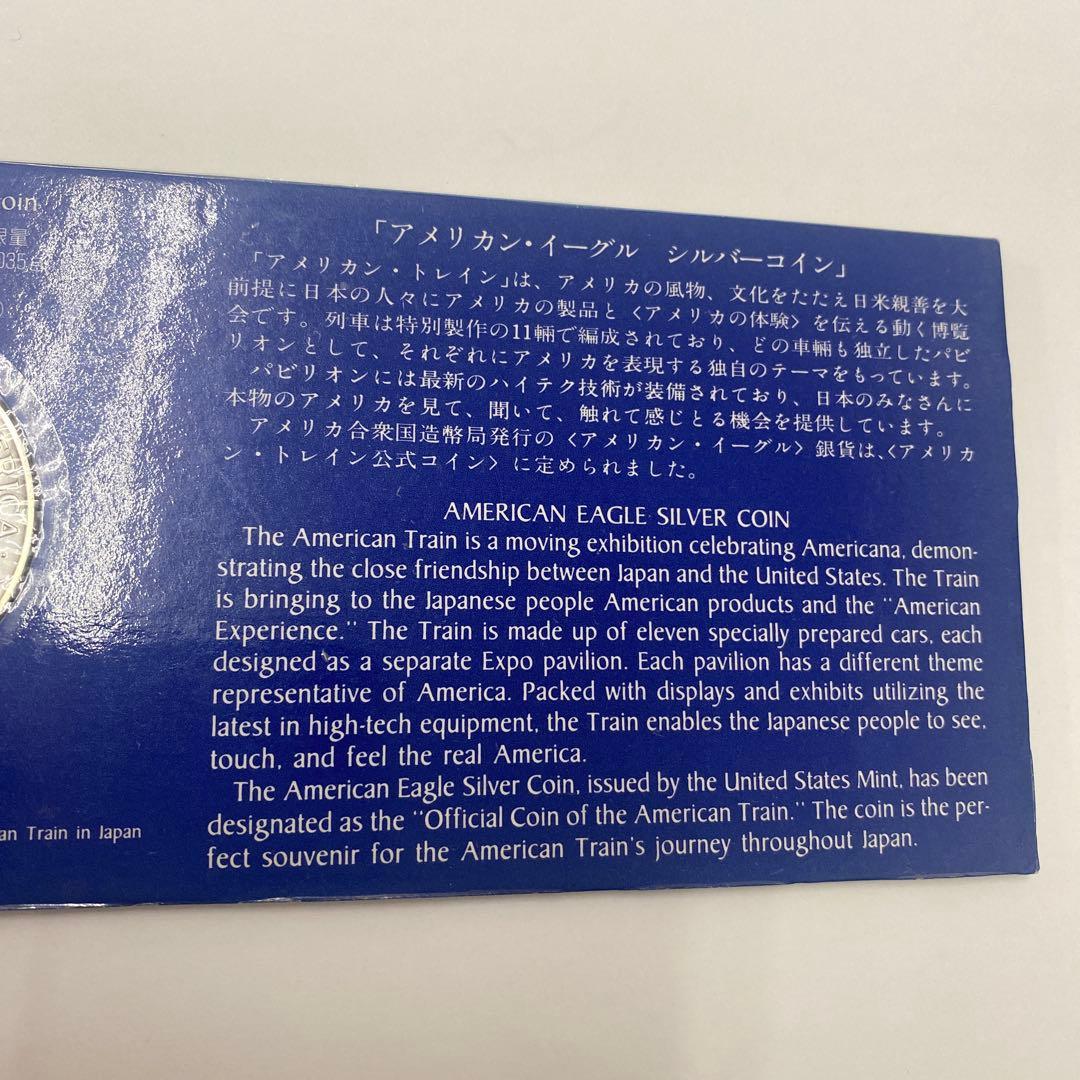 oin
限量
035
「アメリカン・イーグル シルバーコイン」
「アメリカン・トレイン」は、アメリカの風物、文化をたたえ日米親善を大
前提に日本の人々にアメリカの製品と〈アメリカの体験〉を伝える動く博覧
会です。列車は特別製作の11輛で編成されており、どの車輛も独立したパビ
リオンとして、それぞれにアメリカを表現する独自のテーマをもっています。
パビリオンには最新のハイテク技術が装備されており、日本のみなさんに
本物のアメリカを見て、聞いて、触れて感じとる機会を提供しています。
アメリカ合衆国造幣局発行の〈アメリカン・イーグル〉銀貨は、〈アメリカ
ン・トレイン公式コイン〉に定められました。
AMERICAN EAGLE SILVER COIN
The American Train is a moving exhibition celebrating Americana, demon-
strating the close friendship between Japan and the United States. The Train
is bringing to the Japanese people American products and the "American
Experience." The Train is made up of eleven specially prepared cars, each
designed as a separate Expo pavilion. Each pavilion has a different theme
representative of America. Packed with displays and exhibits utilizing the
latest in high-tech equipment, the Train enables the Japanese people to see,
touch, and feel the real America.
The American Eagle Silver Coin, issued by the United States Mint, has been
designated as the "Official Coin of the American Train." The coin is the per-
fect souvenir for the American Train's journey throughout Japan.
an Train in Japan